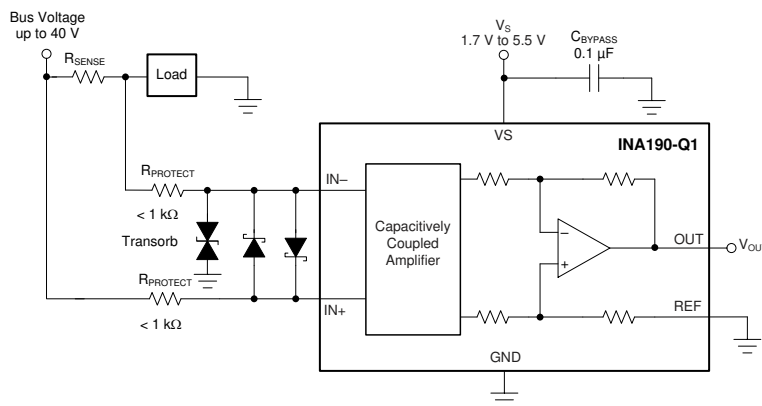 Bus Voltage
up to 40 V
RSENSE
Load
VS
1.7 V to 5.5 V
CBYPASS
0.1 µF
VS
INA190-Q1
RPROTECT
< 1 kΩ
Transorb
IN–
Capacitively
Coupled
Amplifier
–
+
OUT
VOU
RPROTECT
< 1 kΩ
IN+
REF
GND